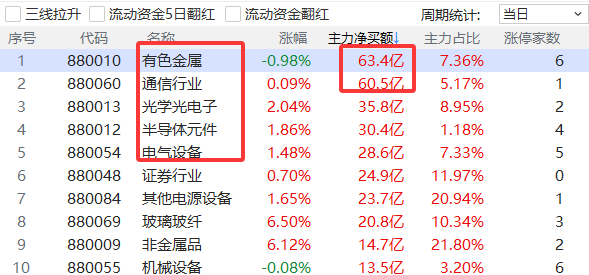 三线拉升 流动资金5日翻红 流动资金翻红 周期统计： 当日
序号 代码 名称 涨幅 主力净买额↓ 主力占比 涨停家数
1 880010 有色金属 -0.98% 63.4亿 7.36% 6
2 880060 通信行业 0.09% 60.5亿 5.17% 1
3 880013 光学光电子 2.04% 35.8亿 8.95% 2
4 880012 半导体元件 1.86% 30.4亿 1.18% 4
5 880054 电气设备 1.48% 28.6亿 7.33% 5
6 880048 证券行业 0.70% 24.9亿 11.97% 0
7 880084 其他电源设备 1.65% 23.7亿 20.94% 1
8 880069 玻璃玻纤 6.50% 20.8亿 10.34% 3
9 880009 非金属品 6.12% 14.7亿 21.80% 2
10 880055 机械设备 -0.08% 13.5亿 3.20% 6